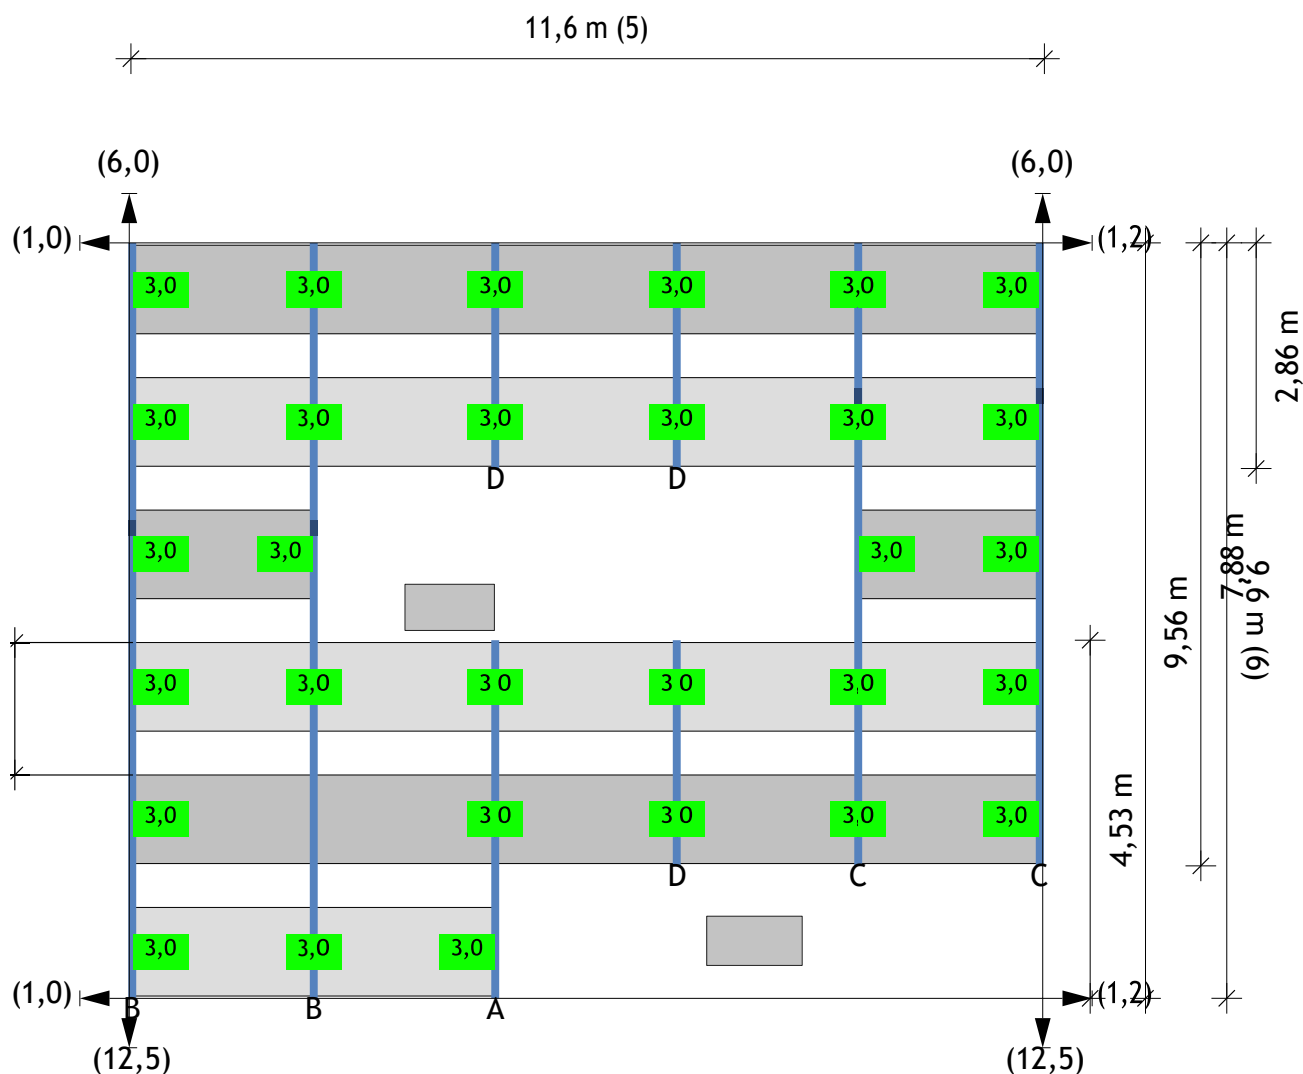 11,6 m (5)
(6,0) (6,0)
(1,0) (1,2)
3,0 3,0 3,0 3,0 3,0 3,0
2,86 m
3,0 3,0 3,0 3,0 3,0 3,0
D D
3,0 3,0 3,0 3,0
7,88 m
9,6 m (6)
9,56 m
3,0 3,0 3 0 3 0 3,0 3,0
4,53 m
3,0 3 0 3 0 3,0 3,0
D C C
3,0 3,0 3,0
(1,0) (1,2)
B B A
(12,5) (12,5)